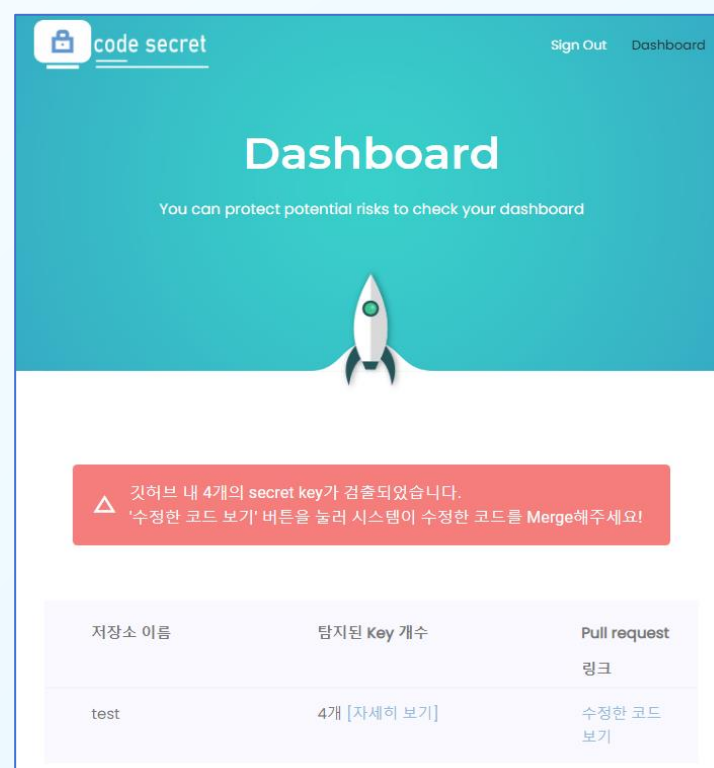 code secret
Sign Out Dashboard
Dashboard
You can protect potential risks to check your dashboard
깃허브 내 4개의 secret key가 검출되었습니다.
'수정한 코드 보기' 버튼을 눌러 시스템이 수정한 코드를 Merge해주세요!
저장소 이름 탐지된 Key 개수 Pull request
링크
test 4개 [자세히 보기] 수정한 코드
보기